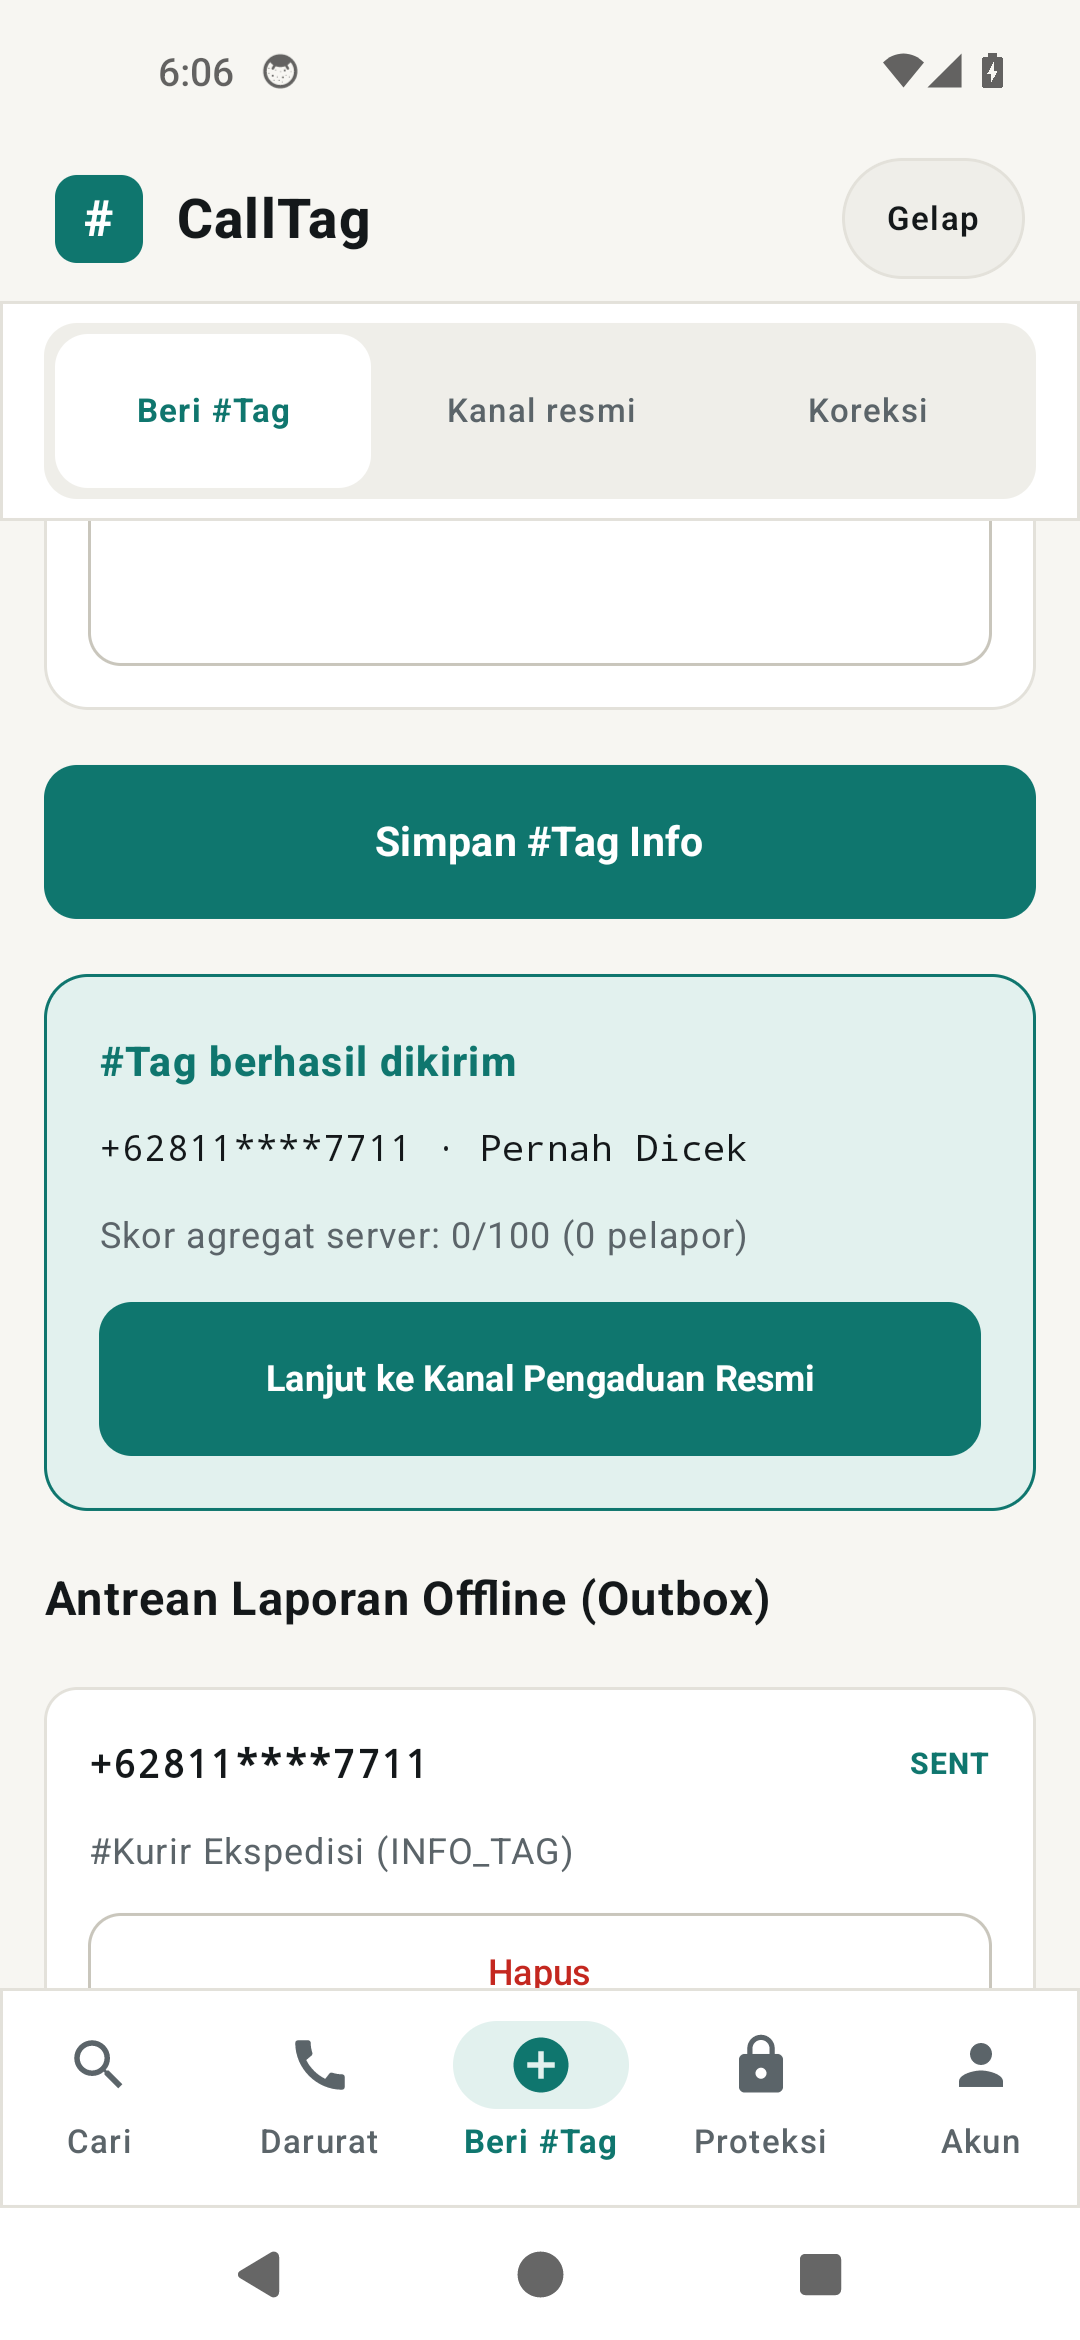 6:06
# CallTag
Gelap
Beri #Tag
Kanal resmi
Koreksi
Simpan #Tag Info
#Tag berhasil dikirim
+62811****7711 · Pernah Dicek
Skor agregat server: 0/100 (0 pelapor)
Lanjut ke Kanal Pengaduan Resmi
Antrean Laporan Offline (Outbox)
+62811****7711
SENT
#Kurir Ekspedisi (INFO_TAG)
Hapus
Cari
Darurat
Beri #Tag
Proteksi
Akun